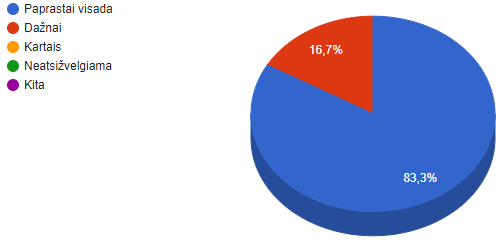 Paprastai visada
Dažnai
Kartais
Neatsižvelgiama
Kita
16,7%
83,3%